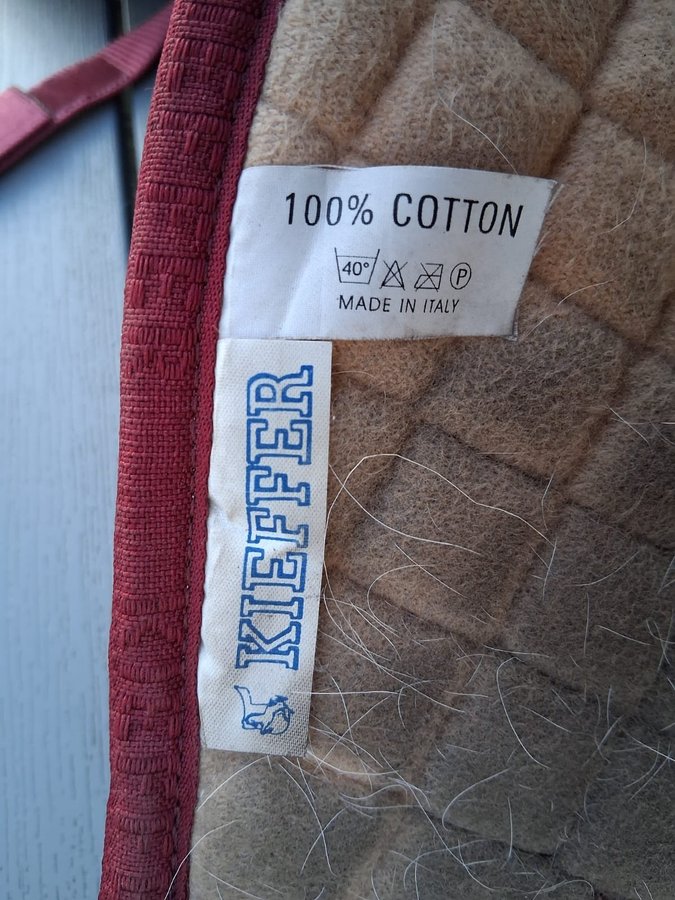 100% COTTON
40° P
MADE IN ITALY
KIEFFER